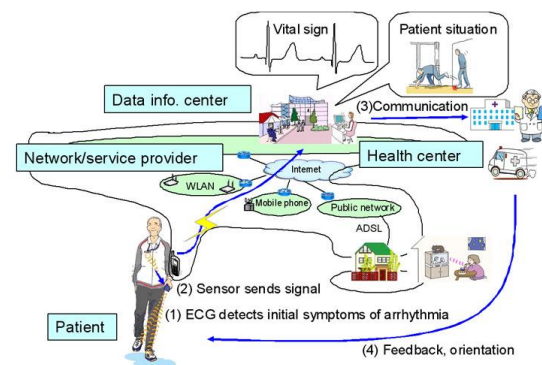 Vital sign
Patient situation
Data info. center
(3)Communication
Network/service provider
Health center
Internet
WLAN
Mobile phone
Public network
ADSL
(2) Sensor sends signal
(1) ECG detects initial symptoms of arrhythmia
Patient
(4) Feedback, orientation